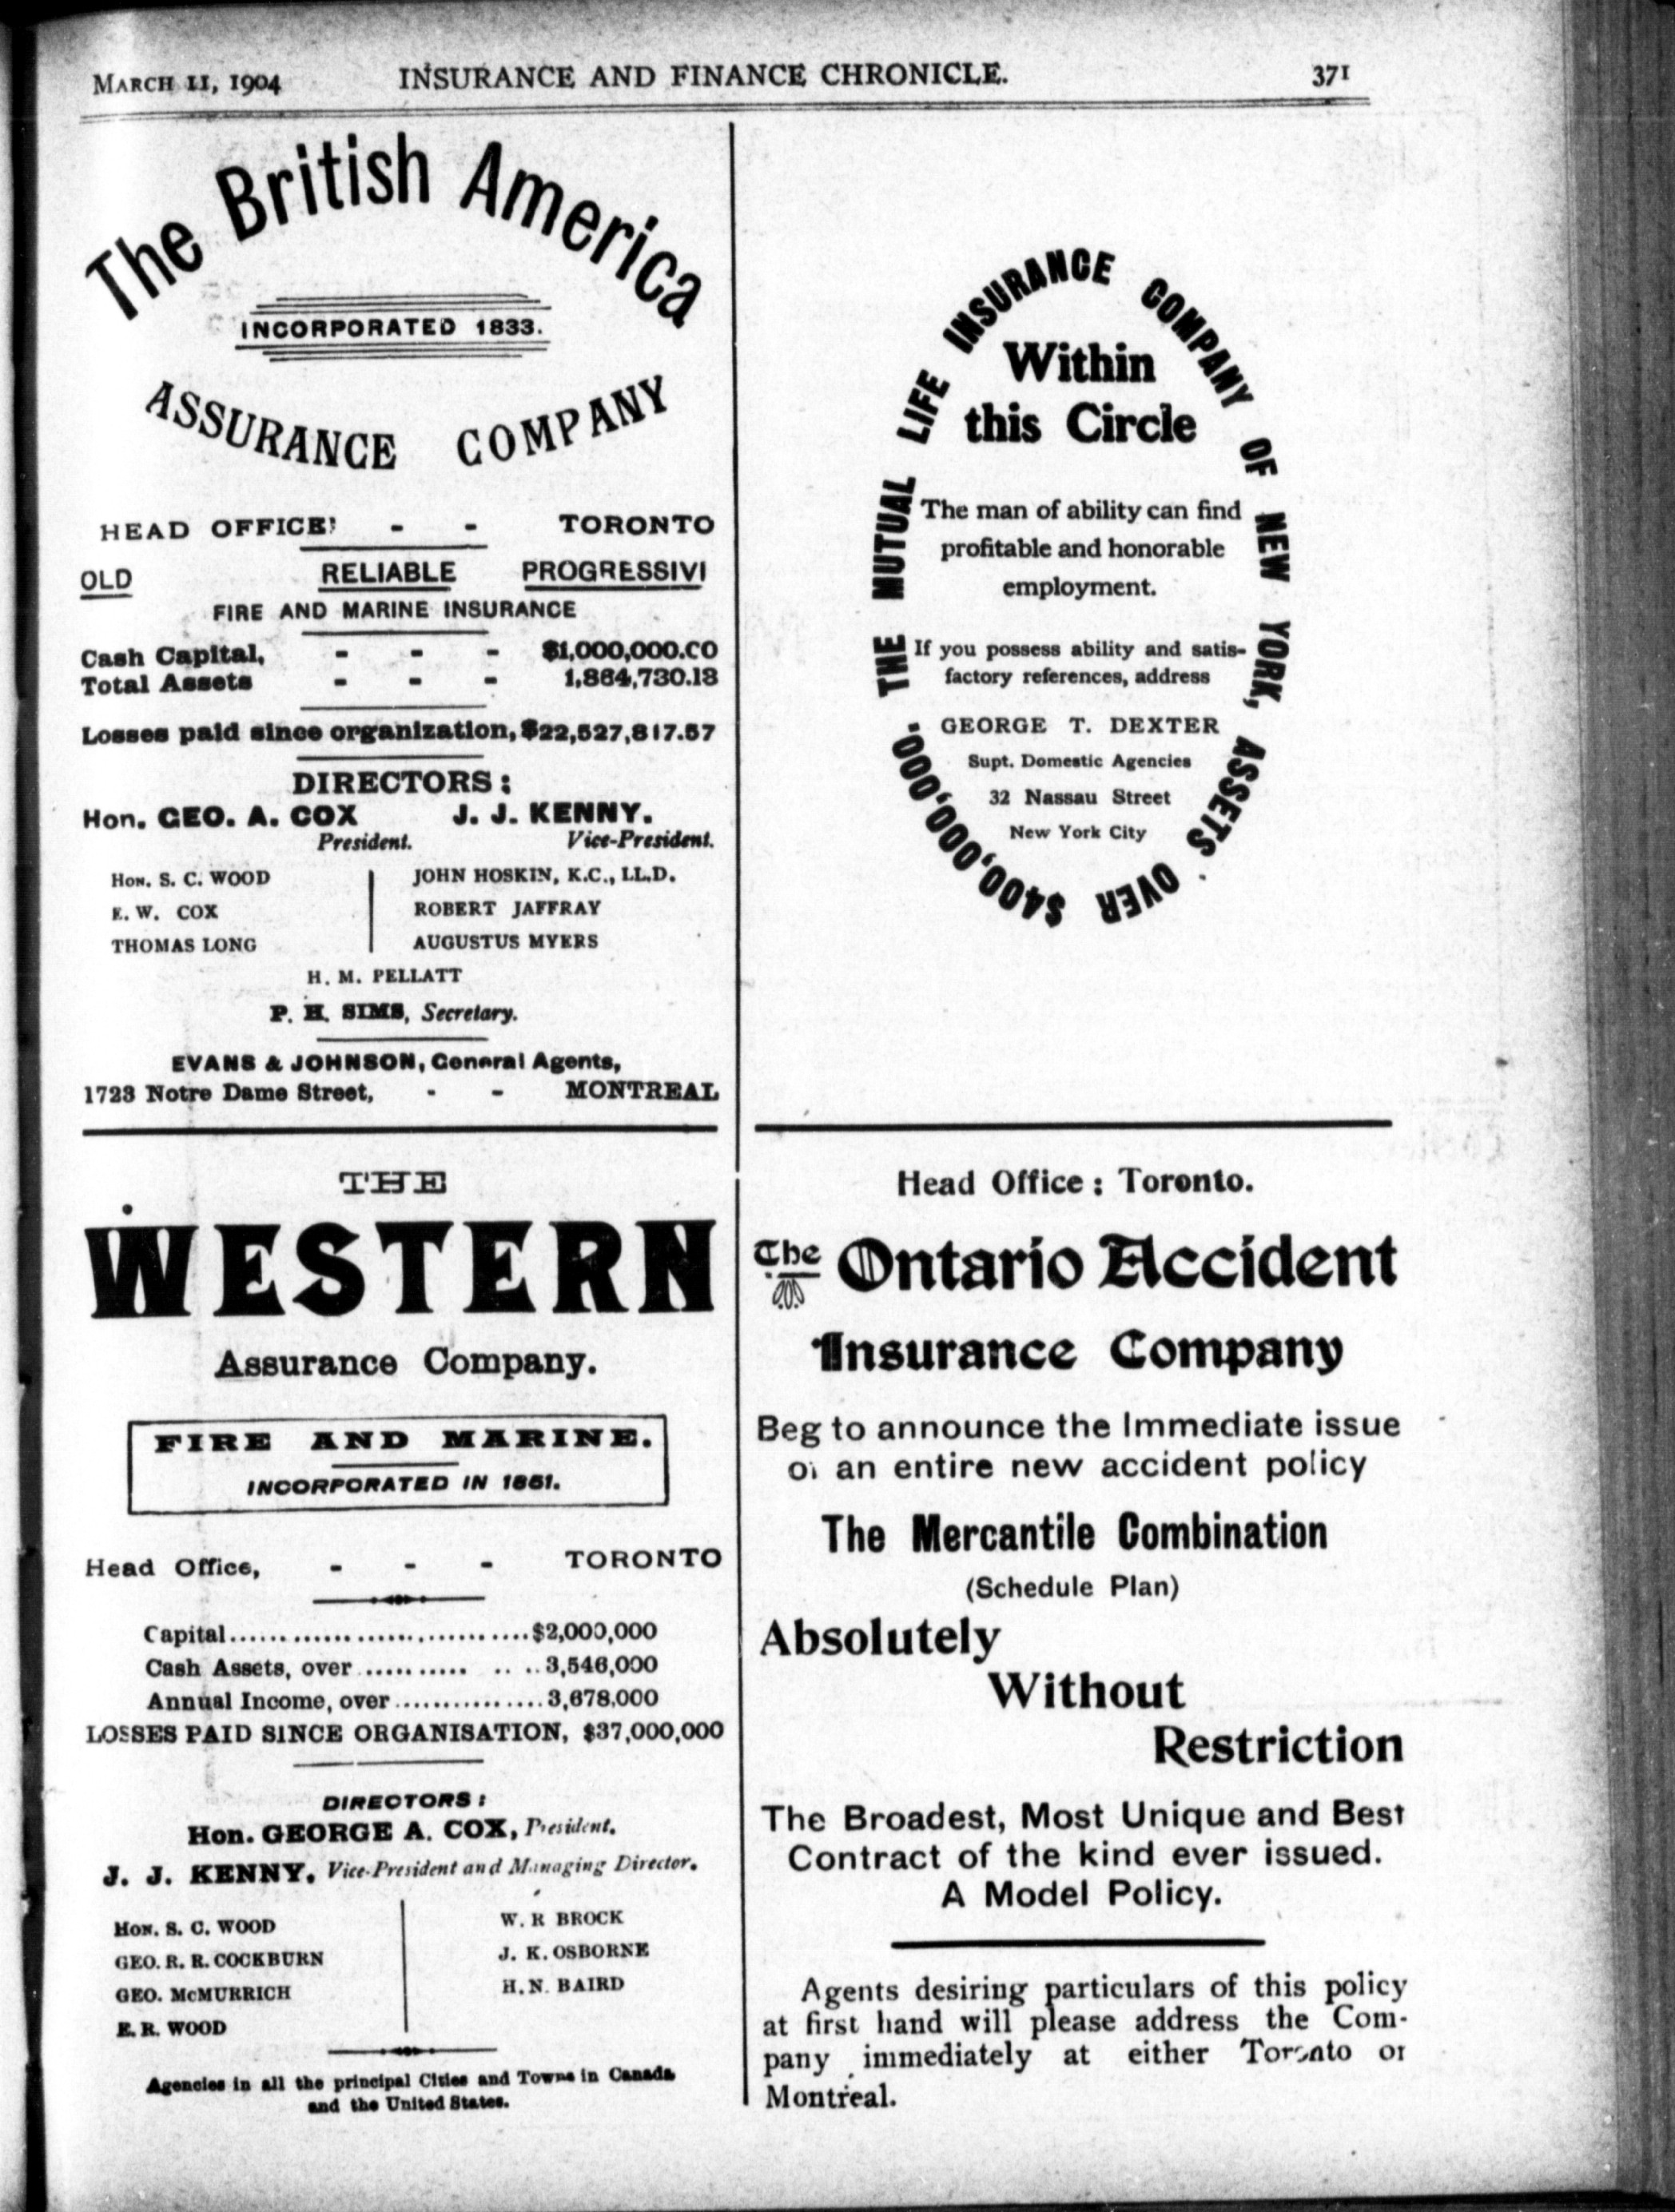 MARCH 11, 1904 INSURANCE AND FINANCE CHRONICLE. 371
The British America
INCORPORATED 1833.
ASSURANCE COMPANY
HEAD OFFICE: - - TORONTO
OLD RELIABLE PROGRESSIVI
FIRE AND MARINE INSURANCE
Cash Capital, - - - $1,000,000.CO
Total Assets - - - 1,864,730.13
Losses paid since organization, $22,527,817.57
DIRECTORS:
Hon. GEO. A. COX J. J. KENNY.
President. Vice-President.
HON. S. C. WOOD JOHN HOSKIN, K.C., LL.D.
E. W. COX ROBERT JAFFRAY
THOMAS LONG AUGUSTUS MYERS
H. M. PELLATT
P. H. SIMS, Secretary.
EVANS & JOHNSON, General Agents,
1723 Notre Dame Street, - - MONTREAL
THE
WESTERN
Assurance Company.
FIRE AND MARINE.
INCORPORATED IN 1851.
Head Office, - - - TORONTO
Capital....................................$2,000,000
Cash Assets, over .......... .. ..3,546,000
Annual Income, over................3,678,000
LOSSES PAID SINCE ORGANISATION, $37,000,000
DIRECTORS:
Hon. GEORGE A. COX, President.
J. J. KENNY, Vice-President and Managing Director.
HON. S. C. WOOD W. R BROCK
GEO. R. R. COCKBURN J. K. OSBORNE
GEO. McMURRICH H. N. BAIRD
E. R. WOOD
Agencies in all the principal Cities and Towns in Canada
and the United States.
THE MUTUAL LIFE INSURANCE COMPANY OF NEW YORK, ASSETS OVER $400,000,000.
Within
this Circle
The man of ability can find
profitable and honorable
employment.
If you possess ability and satis-
factory references, address
GEORGE T. DEXTER
Supt. Domestic Agencies
32 Nassau Street
New York City
Head Office: Toronto.
The Ontario Accident
Insurance Company
Beg to announce the Immediate issue
of an entire new accident policy
The Mercantile Combination
(Schedule Plan)
Absolutely
Without
Restriction
The Broadest, Most Unique and Best
Contract of the kind ever issued.
A Model Policy.
Agents desiring particulars of this policy
at first hand will please address the Com-
pany immediately at either Toronto or
Montreal.